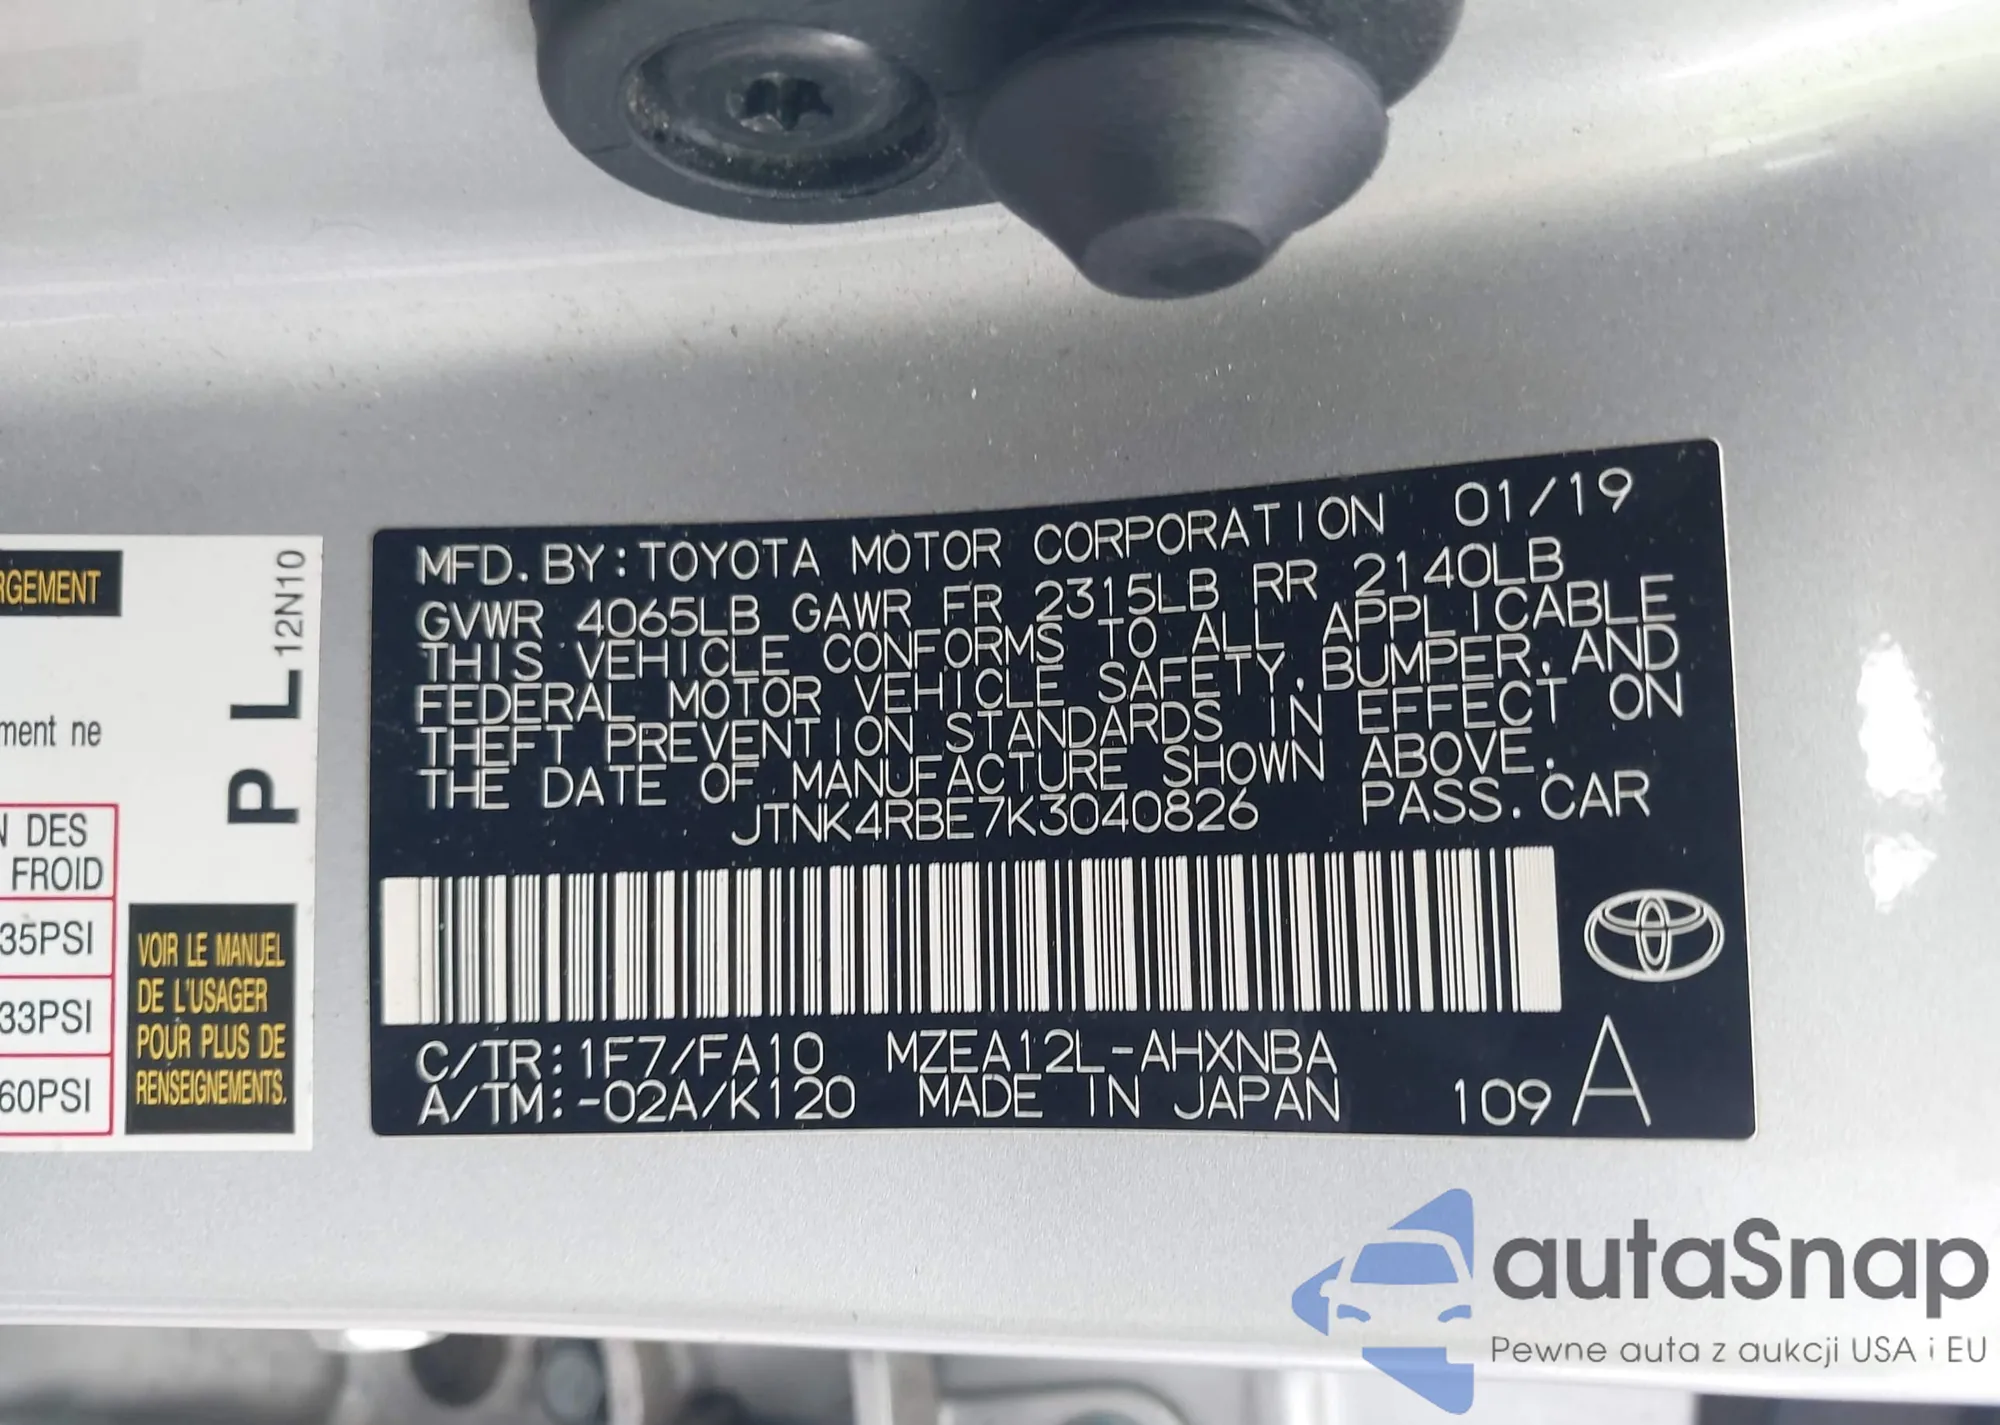 RGEMENT
ment ne
N DES
FROID
35PSI
33PSI
60PSI
P L 12N10
VOIR LE MANUEL
DE L'USAGER
POUR PLUS DE
RENSEIGNEMENTS.
MFD. BY: TOYOTA MOTOR CORPORATION 01/19
GVWR 4065LB GAWR FR 2315LB RR 2140LB
THIS VEHICLE CONFORMS TO ALL APPLICABLE
FEDERAL MOTOR VEHICLE SAFETY, BUMPER, AND
THEFT PREVENTION STANDARDS IN EFFECT ON
THE DATE OF MANUFACTURE SHOWN ABOVE.
JTNK4RBE7K3040826 PASS. CAR
C/TR: 1F7/FA10 MZEA12L-AHXNBA
A/TM: -02A/K120 MADE IN JAPAN 109 A
autaSnap
Pewne auta z aukcji USA i EU